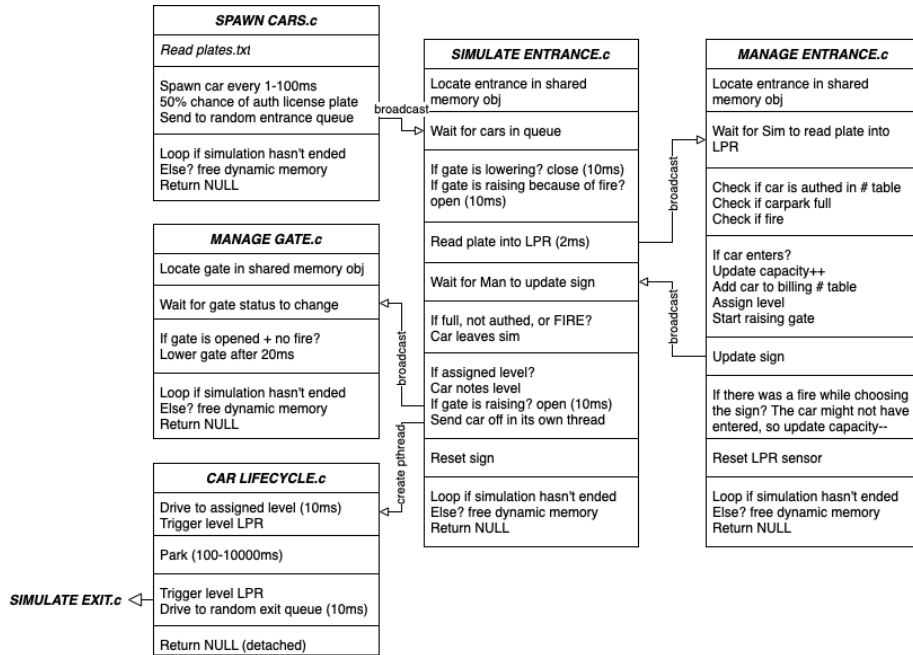 SPAWN CARS.c
Read plates.txt
Spawn car every 1-100ms
50% chance of auth license plate
Send to random entrance queue
Loop if simulation hasn't ended
Else? free dynamic memory
Return NULL
broadcast
SIMULATE ENTRANCE.c
Locate entrance in shared
memory obj
Wait for cars in queue
If gate is lowering? close (10ms)
If gate is raising because of fire?
open (10ms)
Read plate into LPR (2ms)
Wait for Man to update sign
If full, not authed, or FIRE?
Car leaves sim
If assigned level?
Car notes level
If gate is raising? open (10ms)
Send car off in its own thread
Reset sign
Loop if simulation hasn't ended
Else? free dynamic memory
Return NULL
broadcast
broadcast
MANAGE ENTRANCE.c
Locate entrance in shared
memory obj
Wait for Sim to read plate into
LPR
Check if car is authed in # table
Check if carpark full
Check if fire
If car enters?
Update capacity++
Add car to billing # table
Assign level
Start raising gate
Update sign
If there was a fire while choosing
the sign? The car might not have
entered, so update capacity--
Reset LPR sensor
Loop if simulation hasn't ended
Else? free dynamic memory
Return NULL
MANAGE GATE.c
Locate gate in shared memory obj
Wait for gate status to change
If gate is opened + no fire?
Lower gate after 20ms
Loop if simulation hasn't ended
Else? free dynamic memory
Return NULL
broadcast
create pthread
CAR LIFECYCLE.c
Drive to assigned level (10ms)
Trigger level LPR
Park (100-10000ms)
Trigger level LPR
Drive to random exit queue (10ms)
Return NULL (detached)
SIMULATE EXIT.c